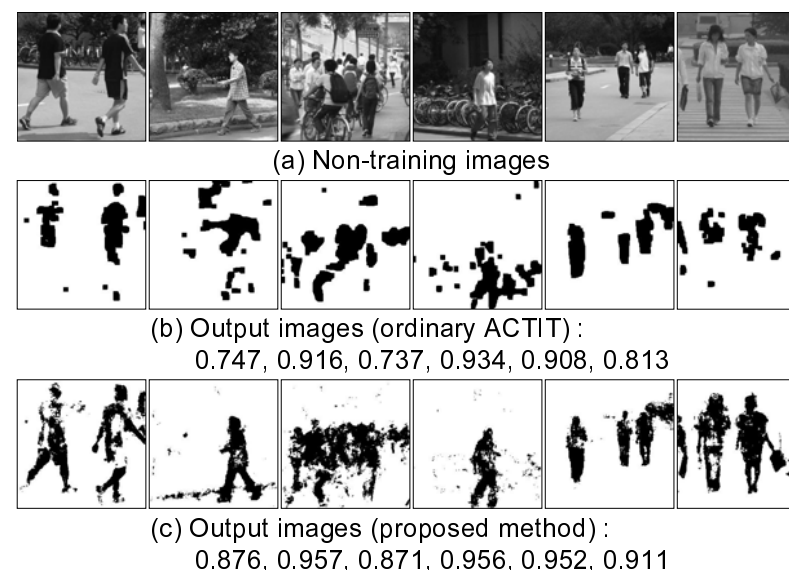 (a) Non-training images
(b) Output images (ordinary ACTIT) :
0.747, 0.916, 0.737, 0.934, 0.908, 0.813
(c) Output images (proposed method) :
0.876, 0.957, 0.871, 0.956, 0.952, 0.911